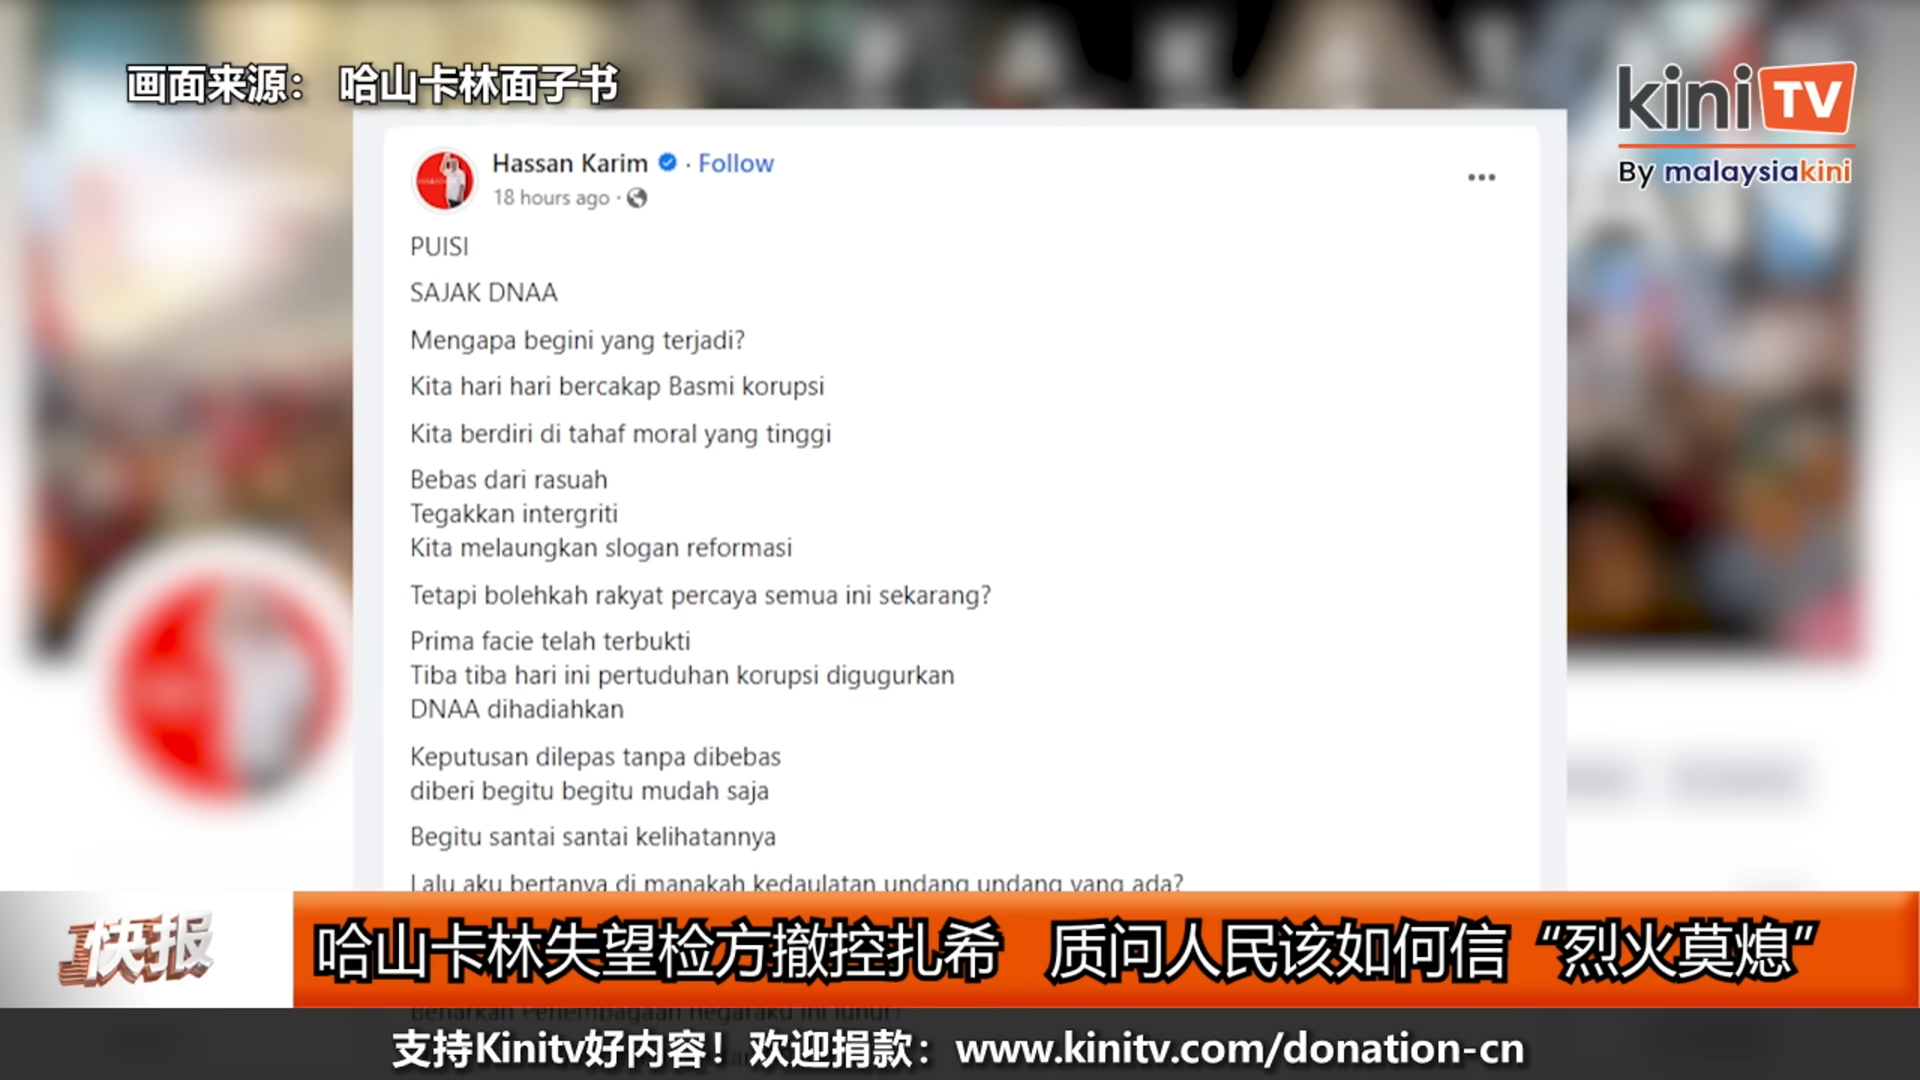 画面来源： 哈山卡林面子书
kini TV
By malaysiakini
Hassan Karim · Follow
18 hours ago ·
PUISI
SAJAK DNAA
Mengapa begini yang terjadi?
Kita hari hari bercakap Basmi korupsi
Kita berdiri di tahaf moral yang tinggi
Bebas dari rasuah
Tegakkan intergriti
Kita melaungkan slogan reformasi
Tetapi bolehkah rakyat percaya semua ini sekarang?
Prima facie telah terbukti
Tiba tiba hari ini pertuduhan korupsi digugurkan
DNAA dihadiahkan
Keputusan dilepas tanpa dibebas
diberi begitu begitu mudah saja
Begitu santai santai kelihatannya
Lalu aku bertanya di manakah kedaulatan undang undang yang ada?
快报
哈山卡林失望检方撤控扎希 质问人民该如何信“烈火莫熄”
Benarkah Perlembagaan negaraku ini luhur?
支持Kinitv好内容！欢迎捐款：www.kinitv.com/donation-cn